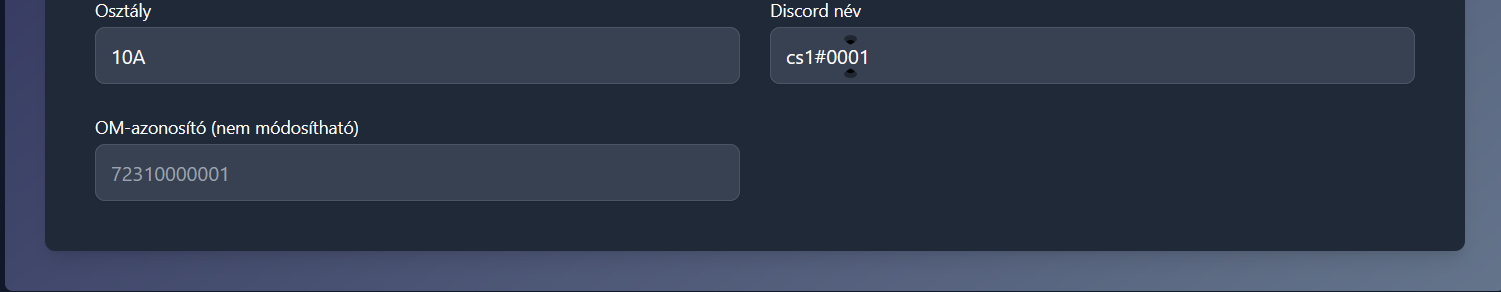 Osztály
Discord név
10A
cs1#0001
OM-azonosító (nem módosítható)
72310000001